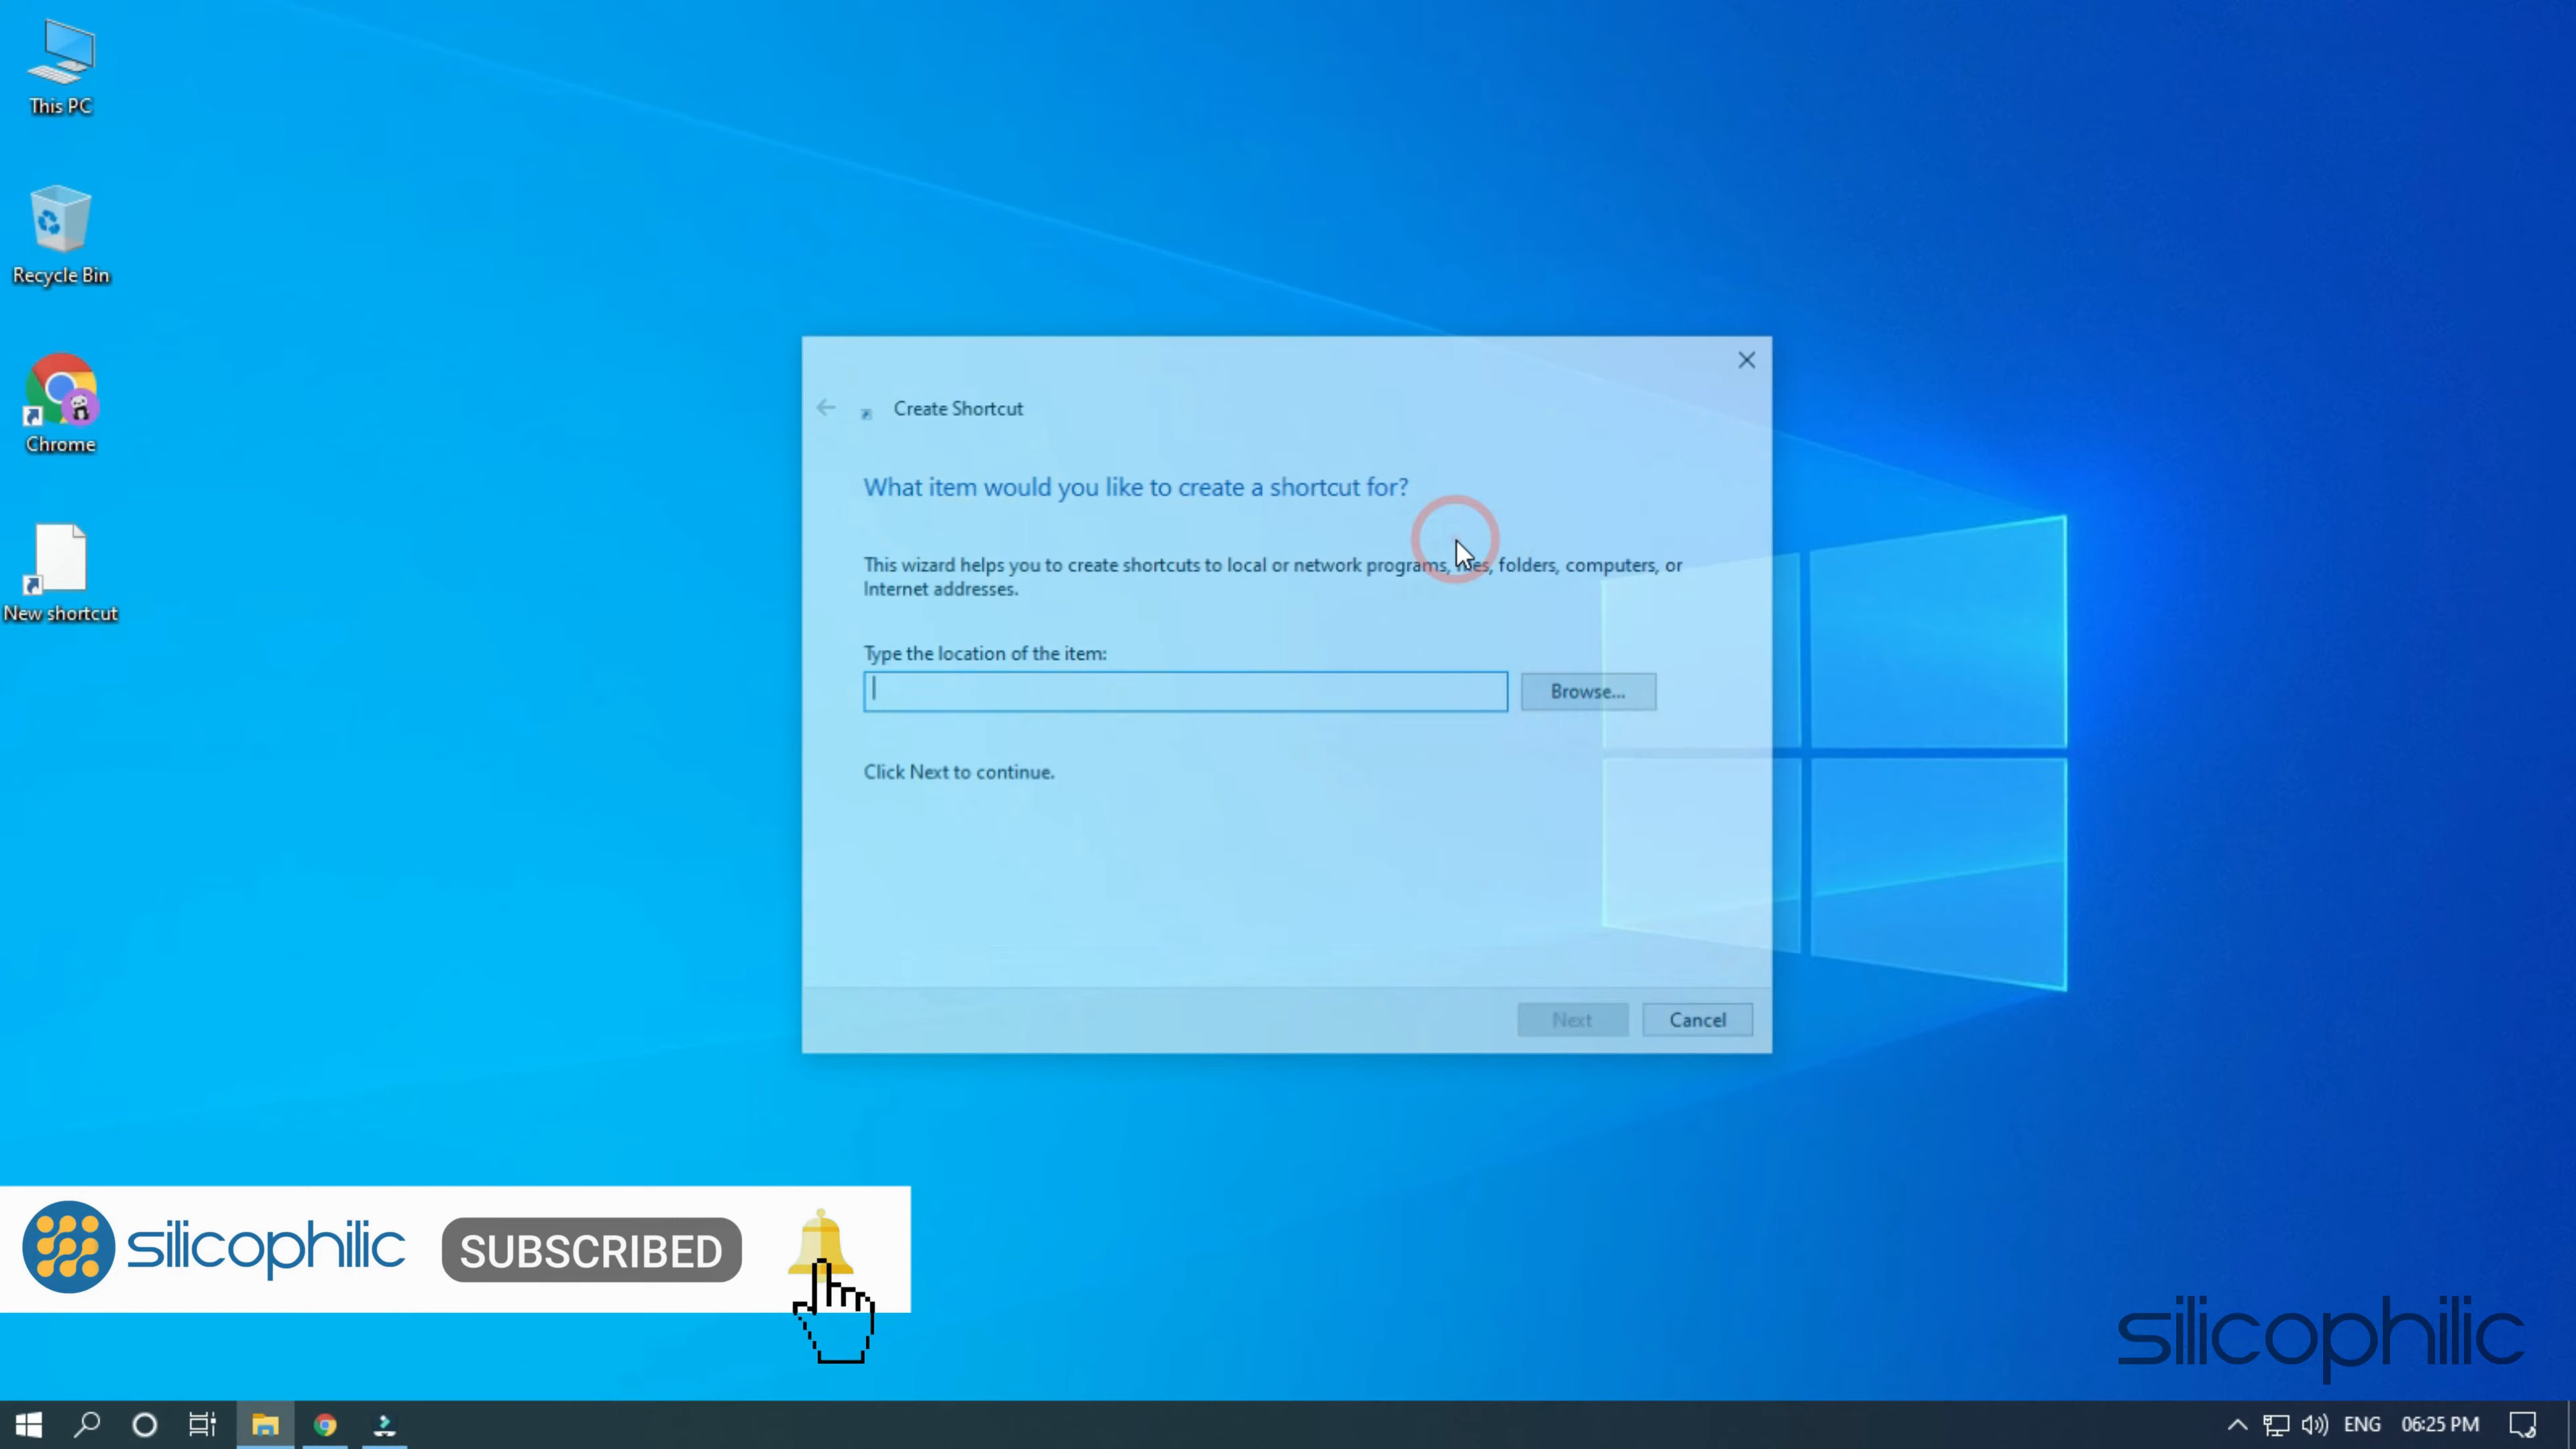 This PC
Recycle Bin
Chrome
New shortcut
Create Shortcut
What item would you like to create a shortcut for?
This wizard helps you to create shortcuts to local or network programs, files, folders, computers, or
Internet addresses.
Type the location of the item:
Browse...
Click Next to continue.
Next
Cancel
silicophilic
SUBSCRIBED
silicophilic
ENG
06:25 PM